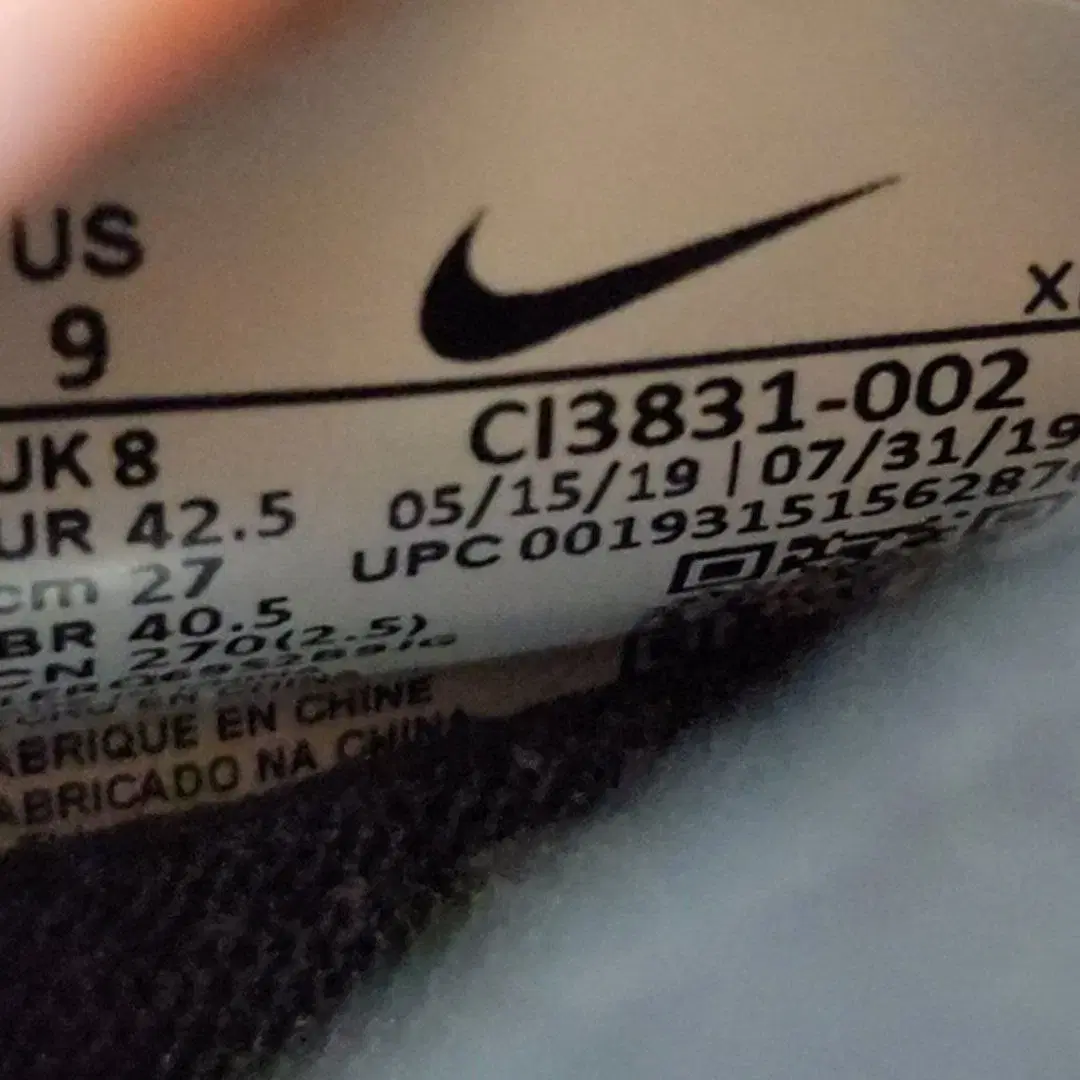 US
9
X
UK 8
CI3831-002
UR 42.5
05/15/19 | 07/31/19
UPC 00193151562876
cm 27
BR 40.5
CN 270(2.5)
ABRIQUE EN CHINE
ABRICADO NA CHINA